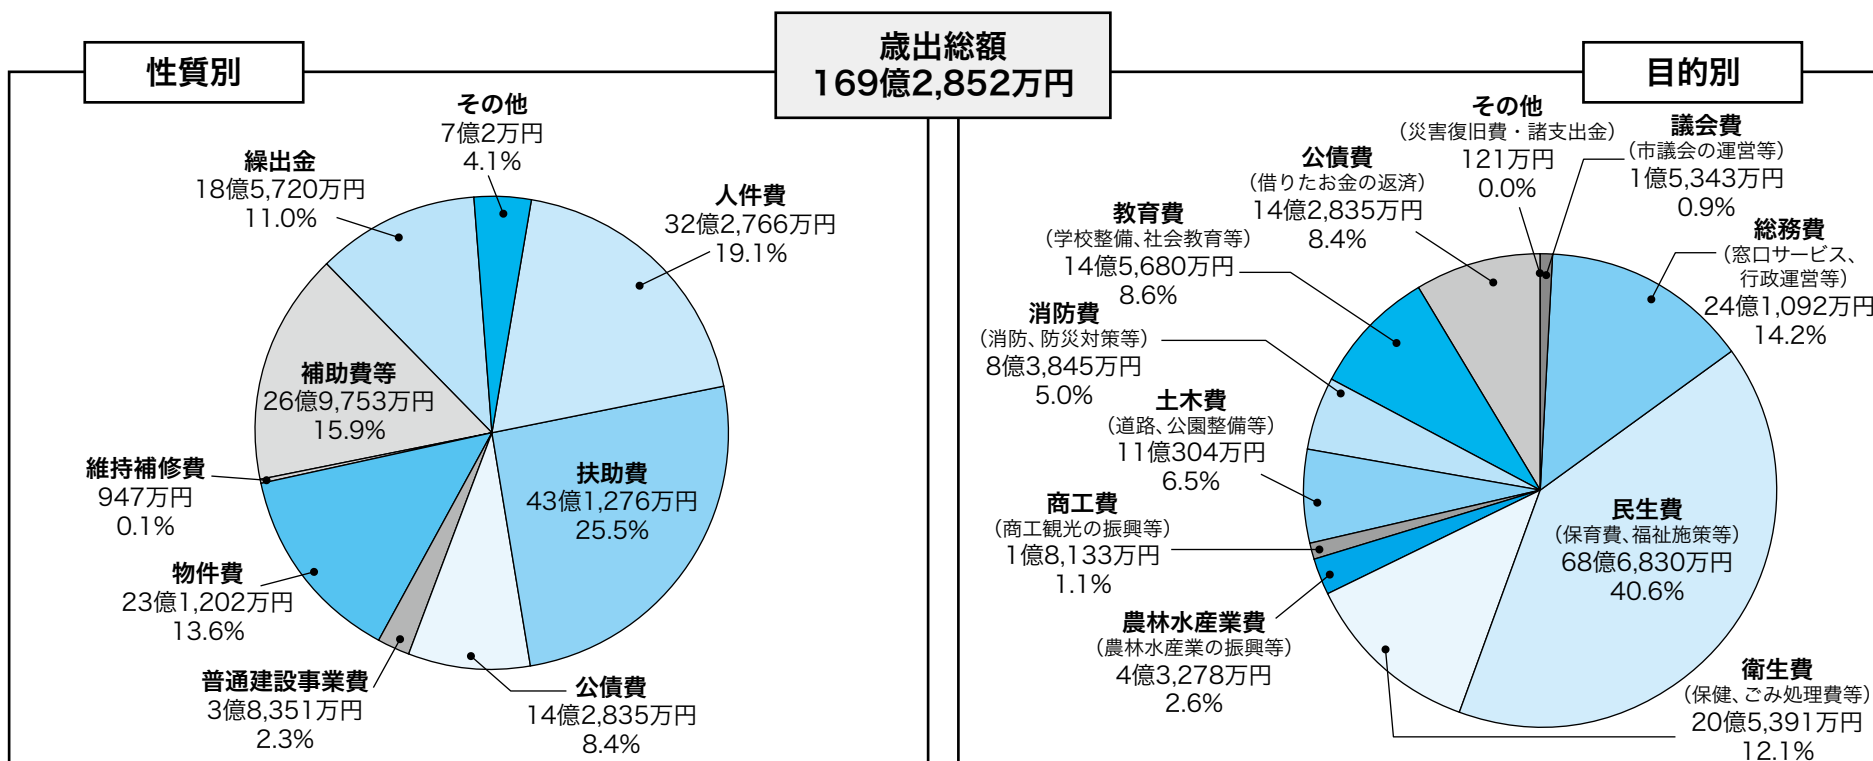 歳出総額
169億2,852万円
性質別
その他
7億2万円
4.1%
繰出金
18億5,720万円
11.0%
人件費
32億2,766万円
19.1%
補助費等
26億9,753万円
15.9%
扶助費
43億1,276万円
25.5%
維持補修費
947万円
0.1%
物件費
23億1,202万円
13.6%
普通建設事業費
3億8,351万円
2.3%
公債費
14億2,835万円
8.4%
目的別
その他
（災害復旧費・諸支出金）
121万円
0.0%
議会費
（市議会の運営等）
1億5,343万円
0.9%
公債費
（借りたお金の返済）
14億2,835万円
8.4%
教育費
（学校整備、社会教育等）
14億5,680万円
8.6%
総務費
（窓口サービス、
行政運営等）
24億1,092万円
14.2%
消防費
（消防、防災対策等）
8億3,845万円
5.0%
土木費
（道路、公園整備等）
11億304万円
6.5%
商工費
（商工観光の振興等）
1億8,133万円
1.1%
民生費
（保育費、福祉施策等）
68億6,830万円
40.6%
農林水産業費
（農林水産業の振興等）
4億3,278万円
2.6%
衛生費
（保健、ごみ処理費等）
20億5,391万円
12.1%